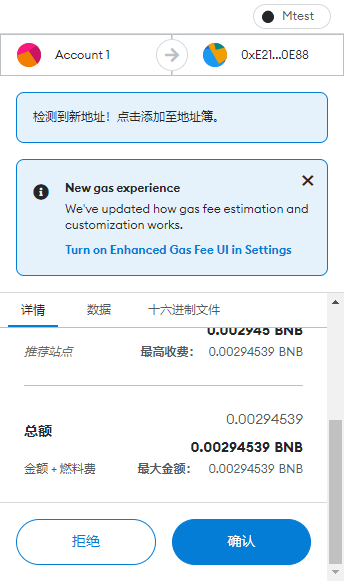 Mtest
Account 1
0xE21...0E88
检测到新地址！点击添加至地址簿。
New gas experience
We've updated how gas fee estimation and
customization works.
Turn on Enhanced Gas Fee UI in Settings
详情 数据 十六进制文件
0.002945 BNB
推荐站点 最高收费： 0.00294539 BNB
0.00294539
总额
0.00294539 BNB
金额 + 燃料费 最大金额： 0.00294539 BNB
拒绝 确认